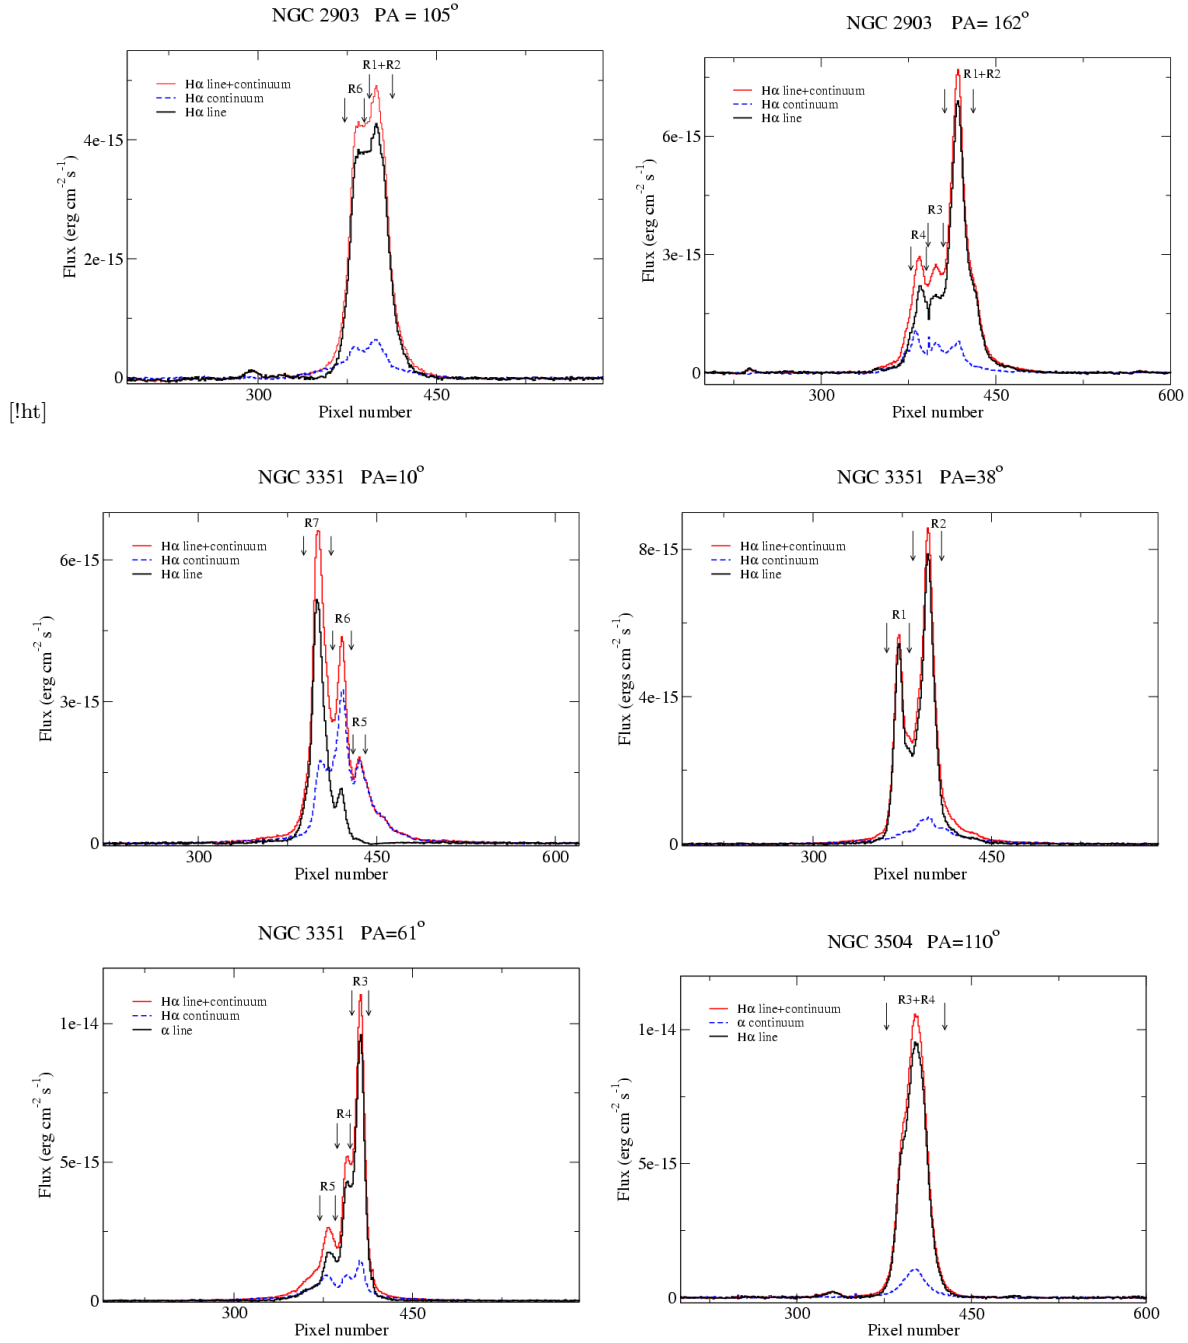 NGC 2903 PA = 105°
R1+R2
R6
Hα line+continuum
Hα continuum
Hα line
4e-15
2e-15
0
Flux (erg cm⁻² s⁻¹)
300 450
Pixel number
NGC 2903 PA= 162°
R1+R2
R3
R4
Hα line+continuum
Hα continuum
Hα line
6e-15
3e-15
0
Flux (erg cm⁻² s⁻¹)
300 450 600
Pixel number
[!ht]
NGC 3351 PA=10°
R7
R6
R5
Hα line+continuum
Hα continuum
Hα line
6e-15
3e-15
0
Flux (erg cm⁻² s⁻¹)
300 450 600
Pixel number
NGC 3351 PA=38°
R2
R1
Hα line+continuum
Hα continuum
Hα line
8e-15
4e-15
0
Flux (ergs cm⁻² s⁻¹)
300 450
Pixel number
NGC 3351 PA=61°
R3
R4
R5
Hα line+continuum
Hα continuum
α line
1e-14
5e-15
0
Flux (erg cm⁻² s⁻¹)
300 450
Pixel number
NGC 3504 PA=110°
R3+R4
Hα line+continuum
α continuum
Hα line
1e-14
5e-15
0
Flux (erg cm⁻² s⁻¹)
300 450 600
Pixel number